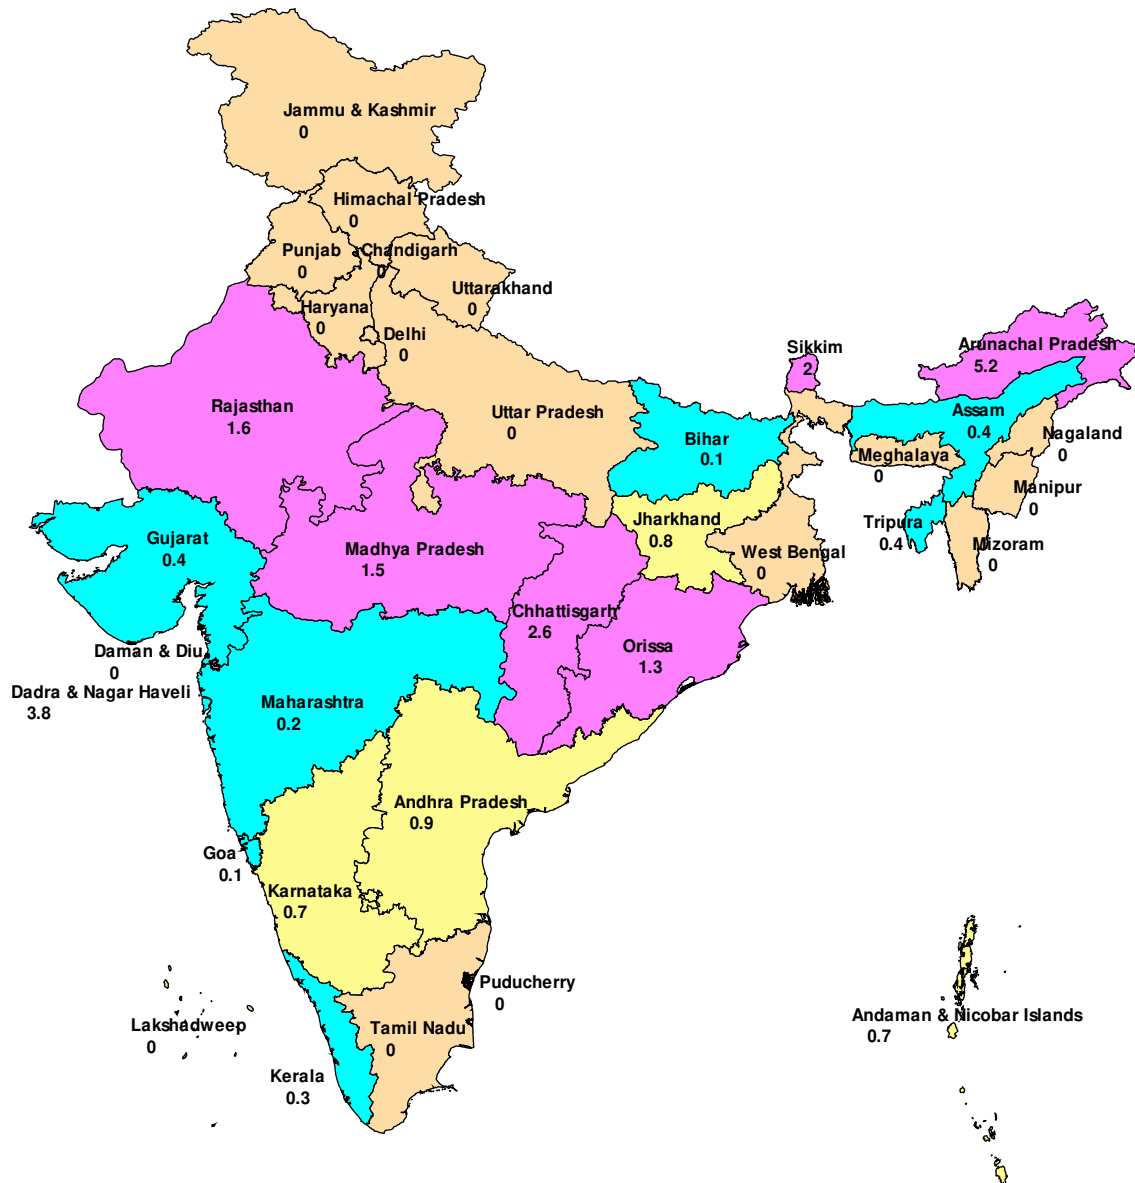 Jammu & Kashmir
0
Himachal Pradesh
0
Punjab
0
Chandigarh
0
Uttarakhand
0
Haryana
0
Delhi
0
Sikkim
2
Arunachal Pradesh
5.2
Rajasthan
1.6
Uttar Pradesh
0
Bihar
0.1
Assam
0.4
Nagaland
0
Meghalaya
0
Manipur
0
Jharkhand
0.8
Tripura
0.4
Mizoram
0
Gujarat
0.4
Madhya Pradesh
1.5
West Bengal
0
Chhattisgarh
2.6
Orissa
1.3
Daman & Diu
0
Dadra & Nagar Haveli
3.8
Maharashtra
0.2
Andhra Pradesh
0.9
Goa
0.1
Karnataka
0.7
Puducherry
0
Lakshadweep
0
Tamil Nadu
0
Andaman & Nicobar Islands
0.7
Kerala
0.3